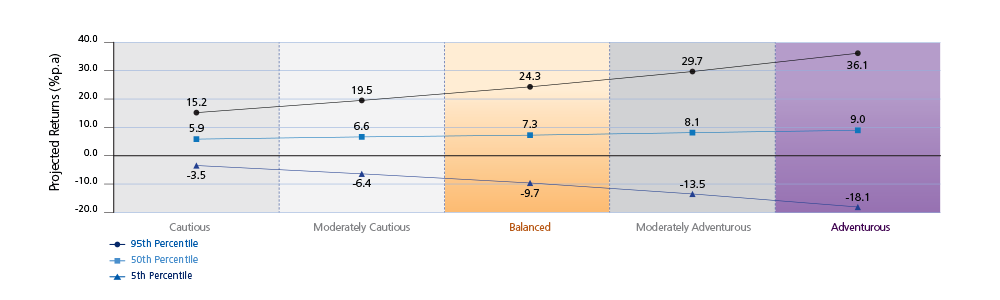 40.0
30.0
20.0
10.0
0.0
-10.0
-20.0
Projected Returns (%p.a)
15.2
19.5
24.3
29.7
36.1
5.9
6.6
7.3
8.1
9.0
-3.5
-6.4
-9.7
-13.5
-18.1
Cautious
Moderately Cautious
Balanced
Moderately Adventurous
Adventurous
95th Percentile
50th Percentile
5th Percentile